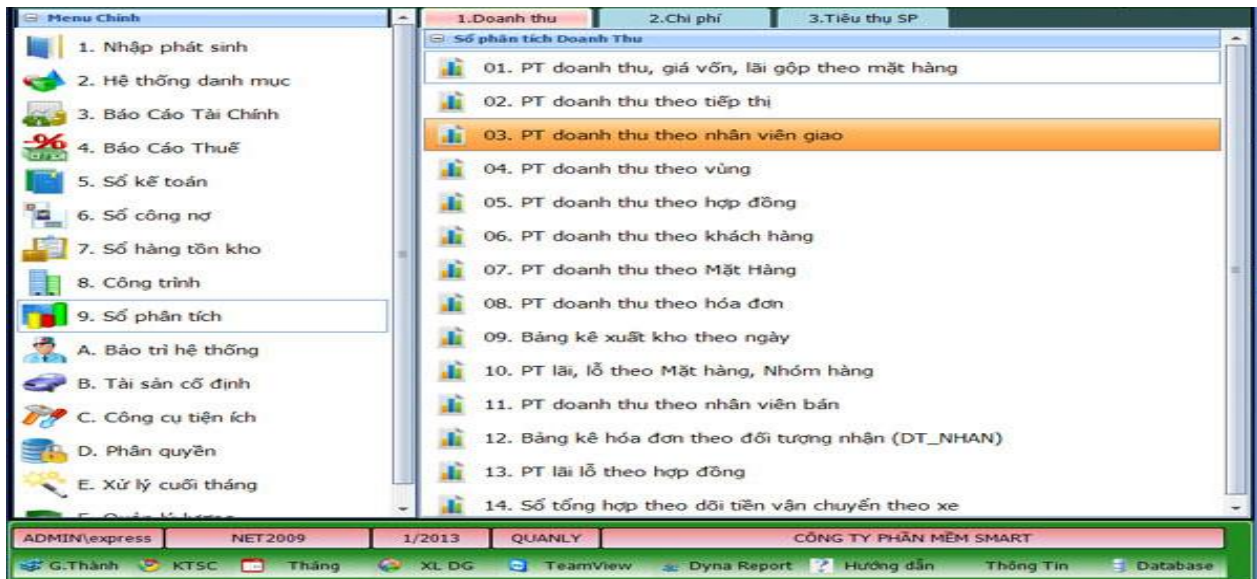 Menu Chính
1. Nhập phát sinh
2. Hệ thống danh mục
3. Báo Cáo Tài Chính
4. Báo Cáo Thuế
5. Sổ kế toán
6. Sổ công nợ
7. Sổ hàng tồn kho
8. Công trình
9. Sổ phân tích
A. Bảo trì hệ thống
B. Tài sản cố định
C. Công cụ tiện ích
D. Phân quyền
E. Xử lý cuối tháng
1.Doanh thu 2.Chi phí 3.Tiêu thụ SP
Sổ phân tích Doanh Thu
01. PT doanh thu, giá vốn, lãi gộp theo mặt hàng
02. PT doanh thu theo tiếp thị
03. PT doanh thu theo nhân viên giao
04. PT doanh thu theo vùng
05. PT doanh thu theo hợp đồng
06. PT doanh thu theo khách hàng
07. PT doanh thu theo Mặt Hàng
08. PT doanh thu theo hóa đơn
09. Bảng kê xuất kho theo ngày
10. PT lãi, lỗ theo Mặt hàng, Nhóm hàng
11. PT doanh thu theo nhân viên bán
12. Bảng kê hóa đơn theo đối tượng nhận (DT_NHAN)
13. PT lãi lỗ theo hợp đồng
14. Sổ tổng hợp theo dõi tiền vận chuyển theo xe
ADMIN\express NET2009 1/2013 QUANLY CÔNG TY PHẦN MỀM SMART
G.Thành KTSC Tháng XL DG TeamView Dyna Report Hướng dẫn Thông Tin Database